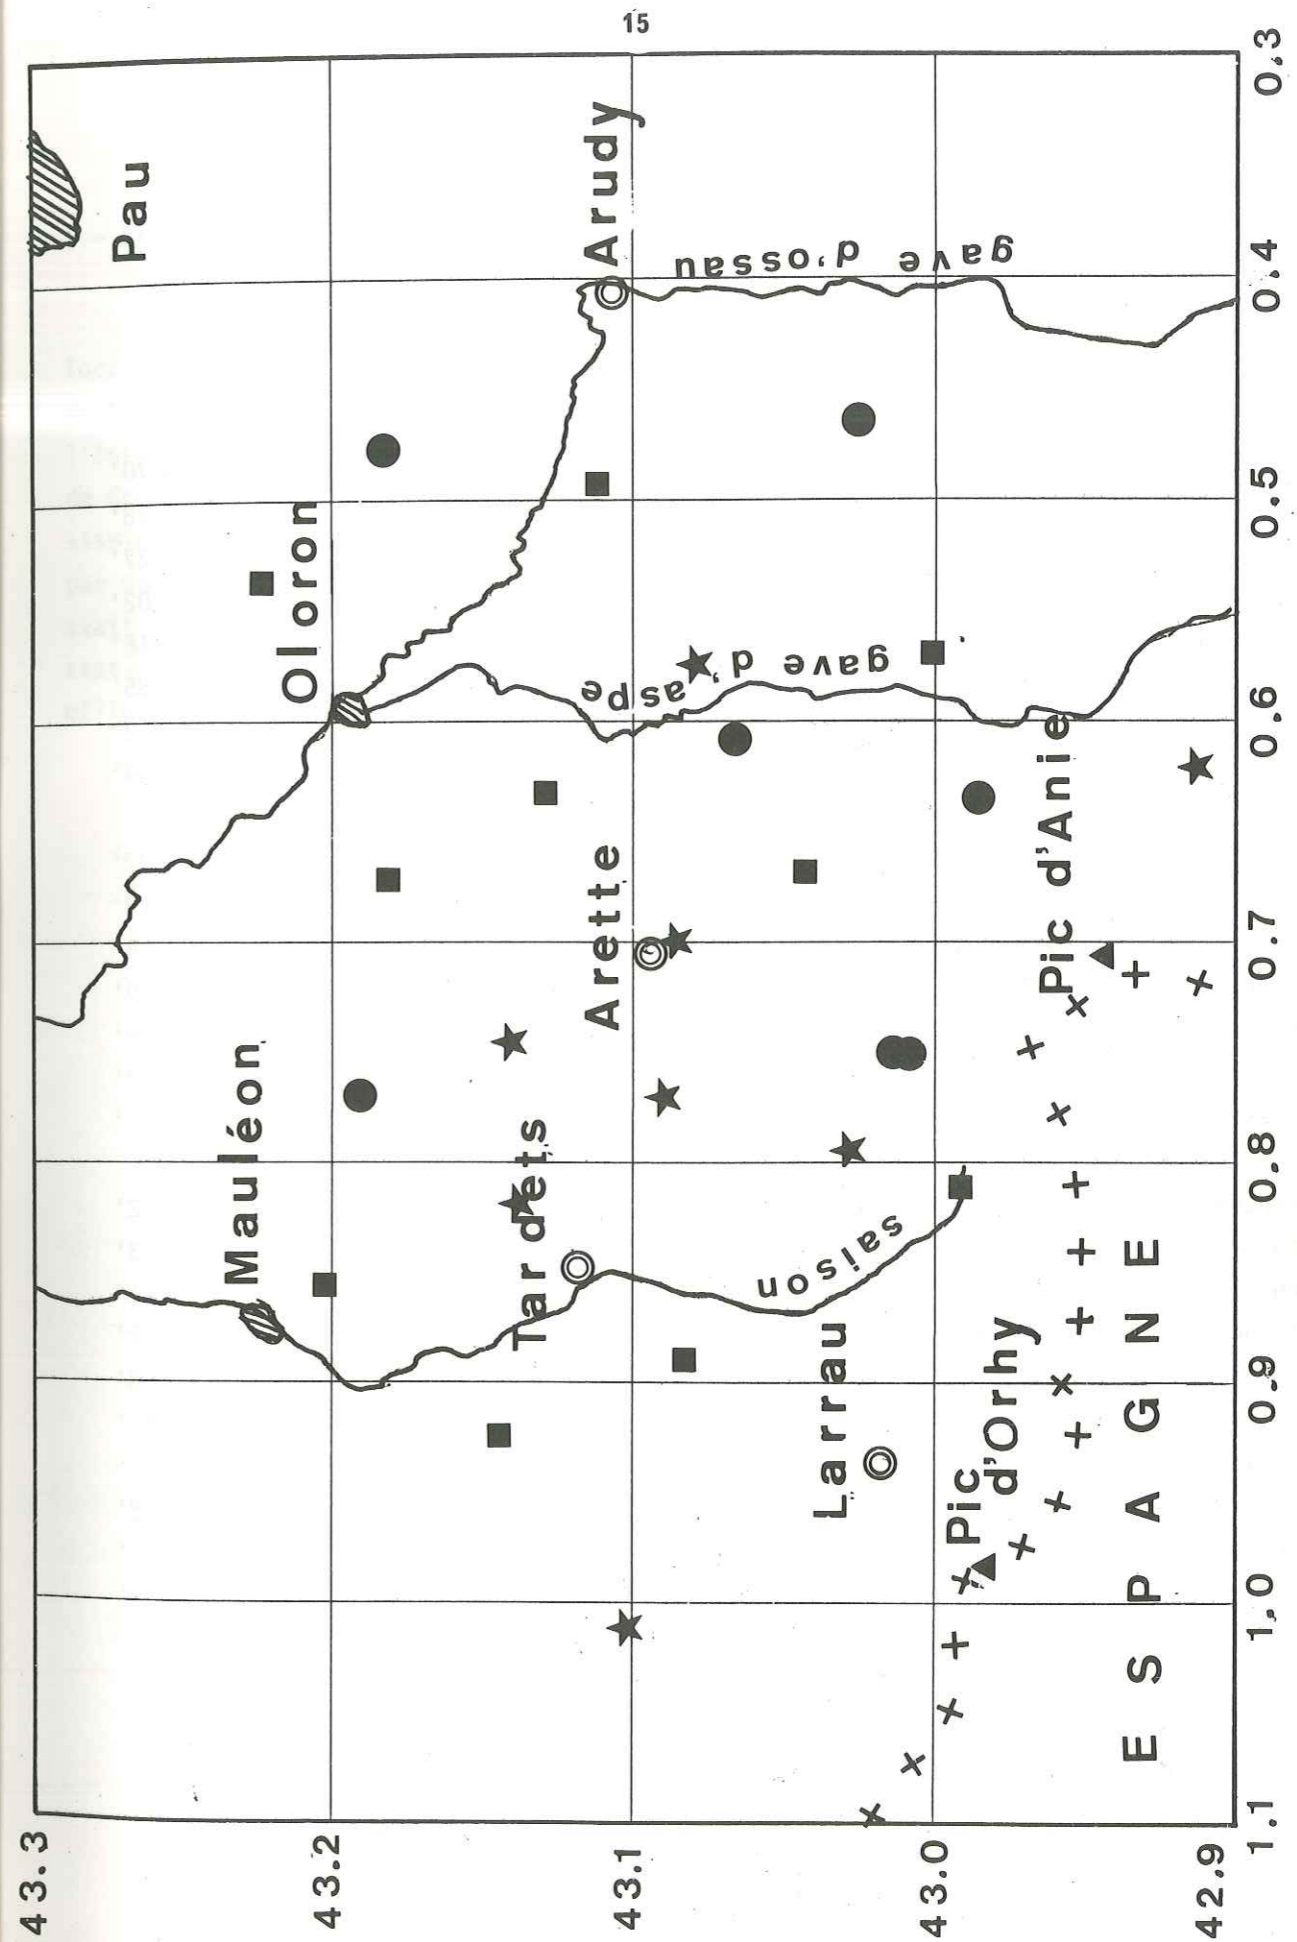 15
Pau
Arudy
gave d'ossau
Oloron
gave d'aspe
Pic d'Anie
Arette
Mauléon
Tardets
saison
Larrau
Pic
d'Orhy
ESPAGNE
43.3
43.2
43.1
43.0
42.9
1.1
1.0
0.9
0.8
0.7
0.6
0.5
0.4
0.3